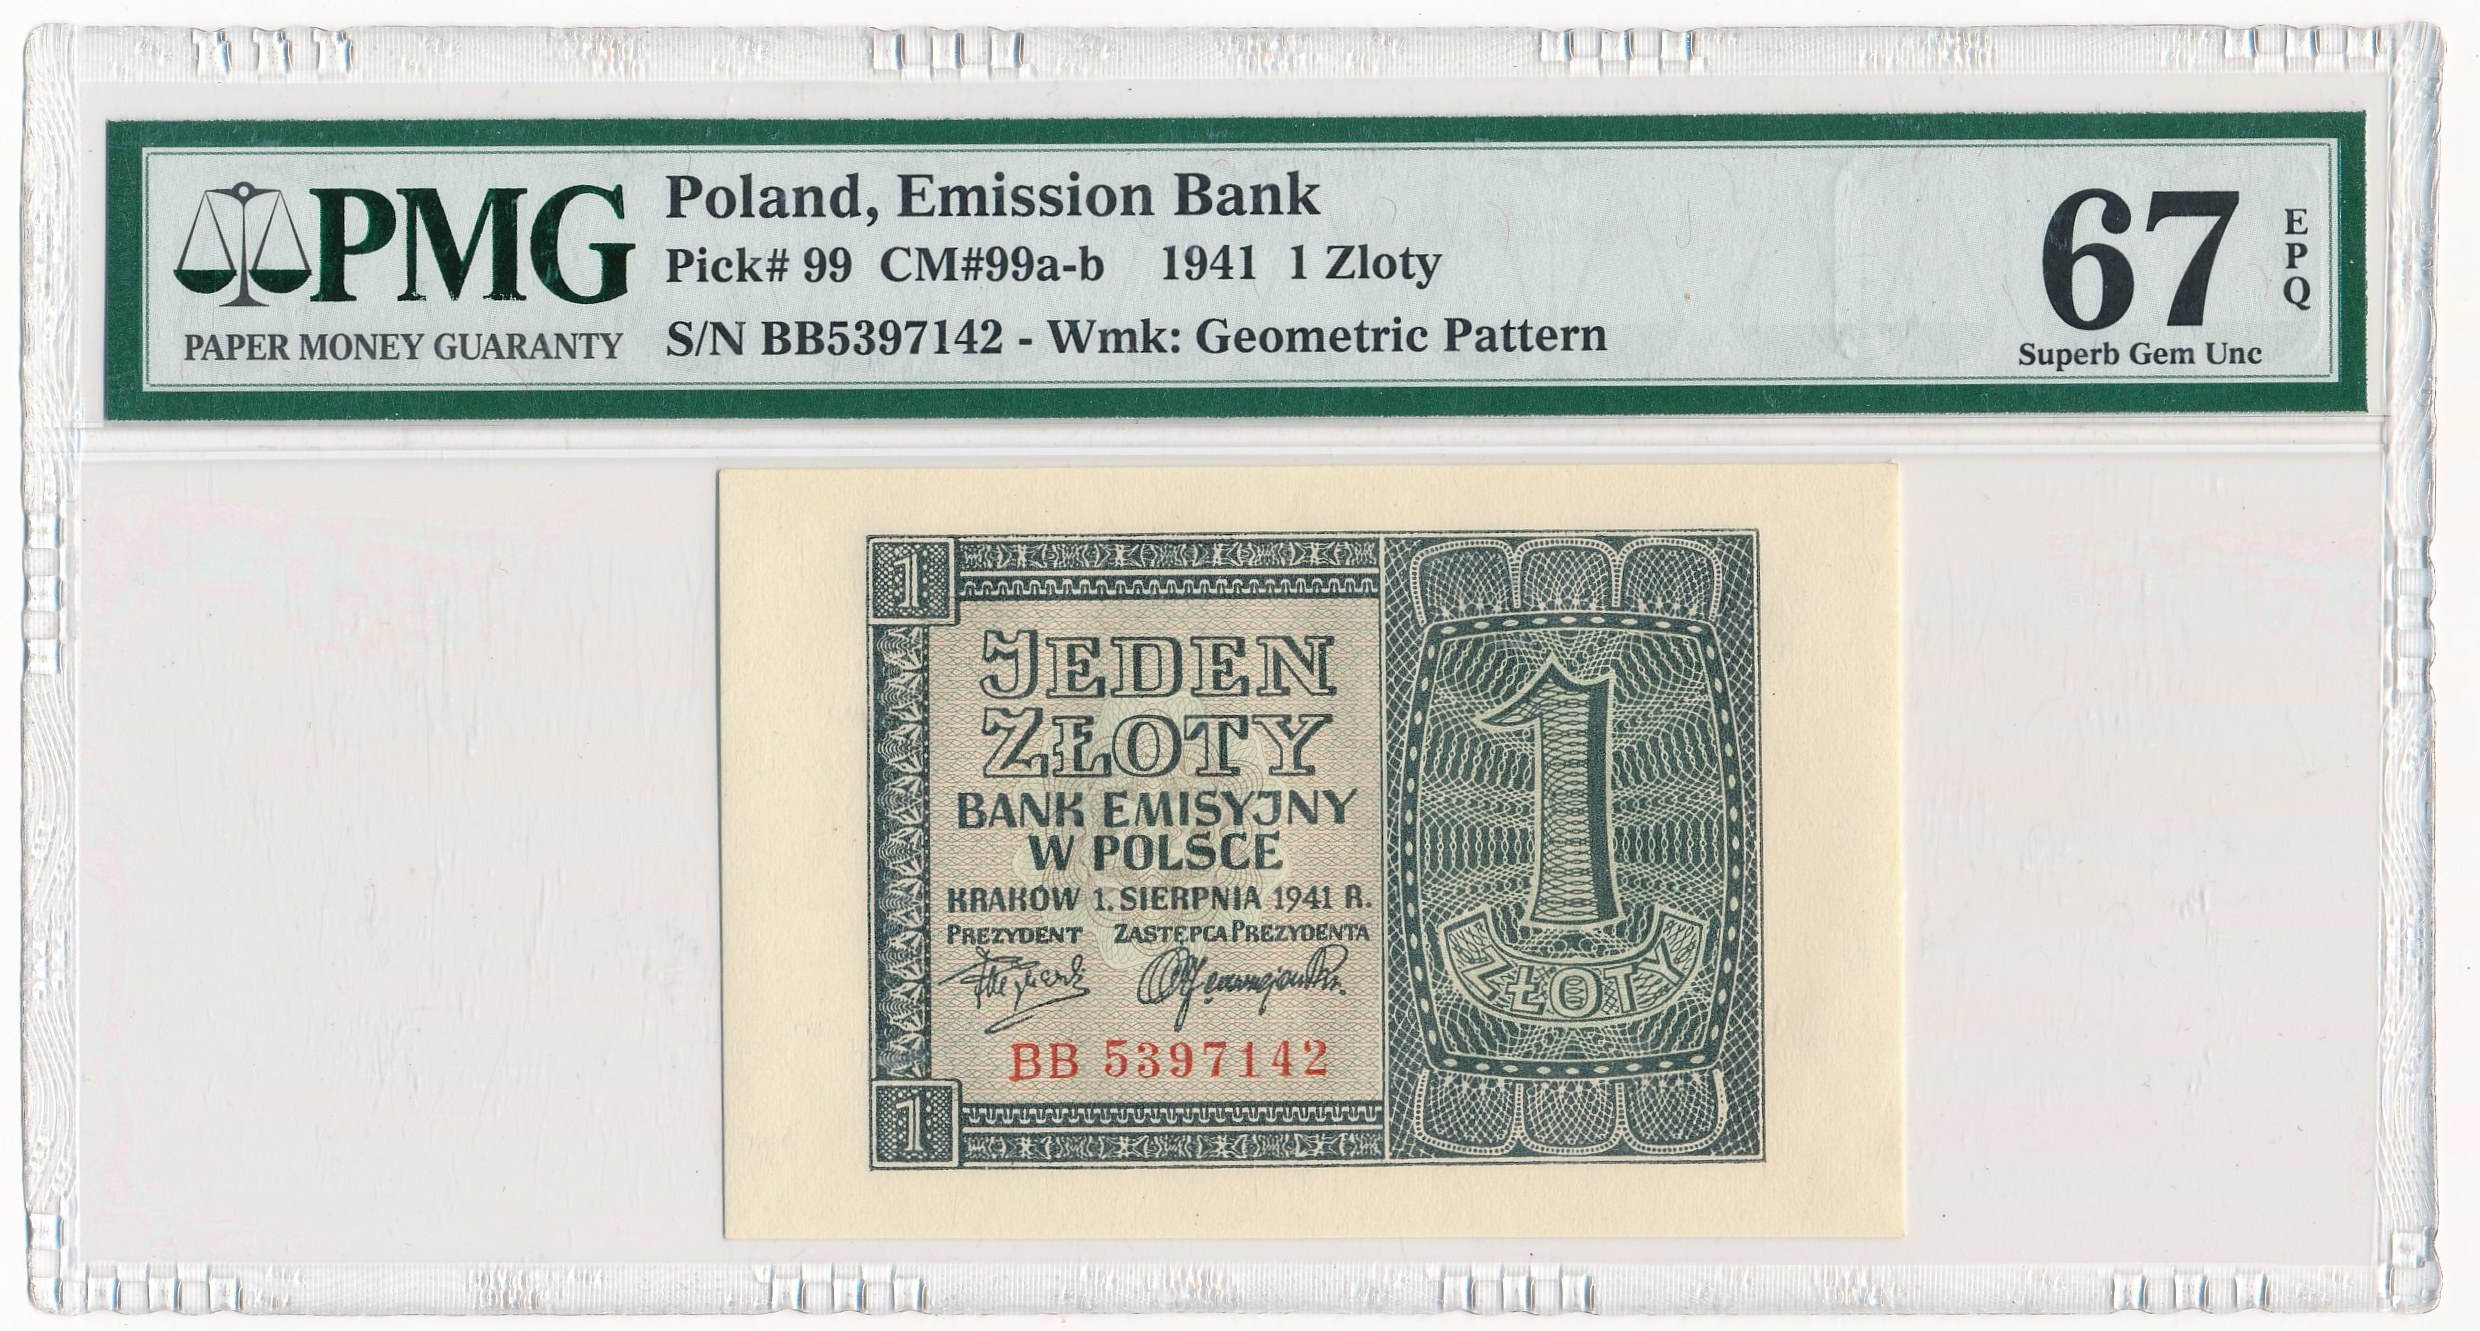 PMG
PAPER MONEY GUARANTY
Poland, Emission Bank
Pick# 99 CM#99a-b 1941 1 Zloty
S/N BB5397142 - Wmk: Geometric Pattern
67
EPQ
Superb Gem Unc
1
JEDEN
ZŁOTY
BANK EMISYJNY
W POLSCE
KRAKÓW 1. SIERPNIA 1941 R.
PREZYDENT ZASTĘPCA PREZYDENTA
BB 5397142
1
1
ZŁOTY